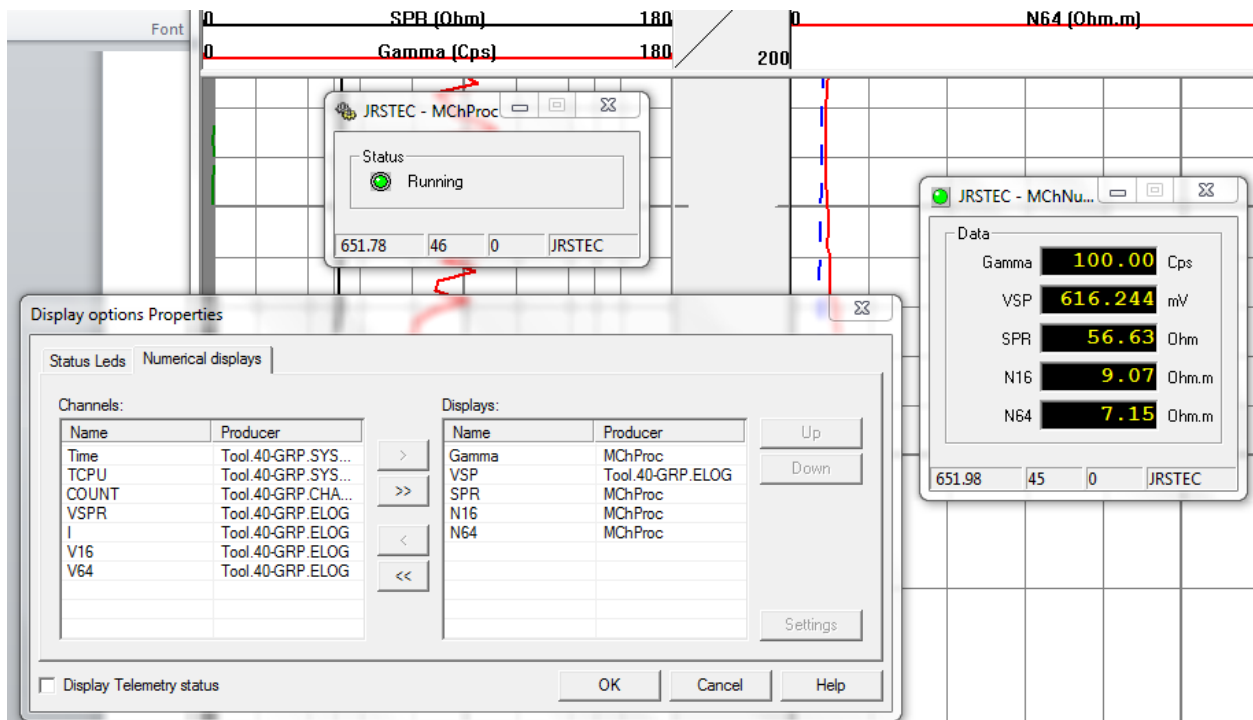 Font
0 SPR (Ohm) 180
0 Gamma (Cps) 180
200
0 N64 (Ohm.m)
JRSTEC - MChProc
Status
Running
651.78 46 0 JRSTEC
JRSTEC - MChNu...
Data
Gamma 100.00 Cps
VSP 616.244 mV
SPR 56.63 Ohm
N16 9.07 Ohm.m
N64 7.15 Ohm.m
651.98 45 0 JRSTEC
Display options Properties
Status Leds Numerical displays
Channels:
Name Producer
Time Tool.40-GRP.SYS...
TCPU Tool.40-GRP.SYS...
COUNT Tool.40-GRP.CHA...
VSPR Tool.40-GRP.ELOG
I Tool.40-GRP.ELOG
V16 Tool.40-GRP.ELOG
V64 Tool.40-GRP.ELOG
>
>>
<
<<
Displays:
Name Producer
Gamma MChProc
VSP Tool.40-GRP.ELOG
SPR MChProc
N16 MChProc
N64 MChProc
Up
Down
Settings
Display Telemetry status
OK Cancel Help